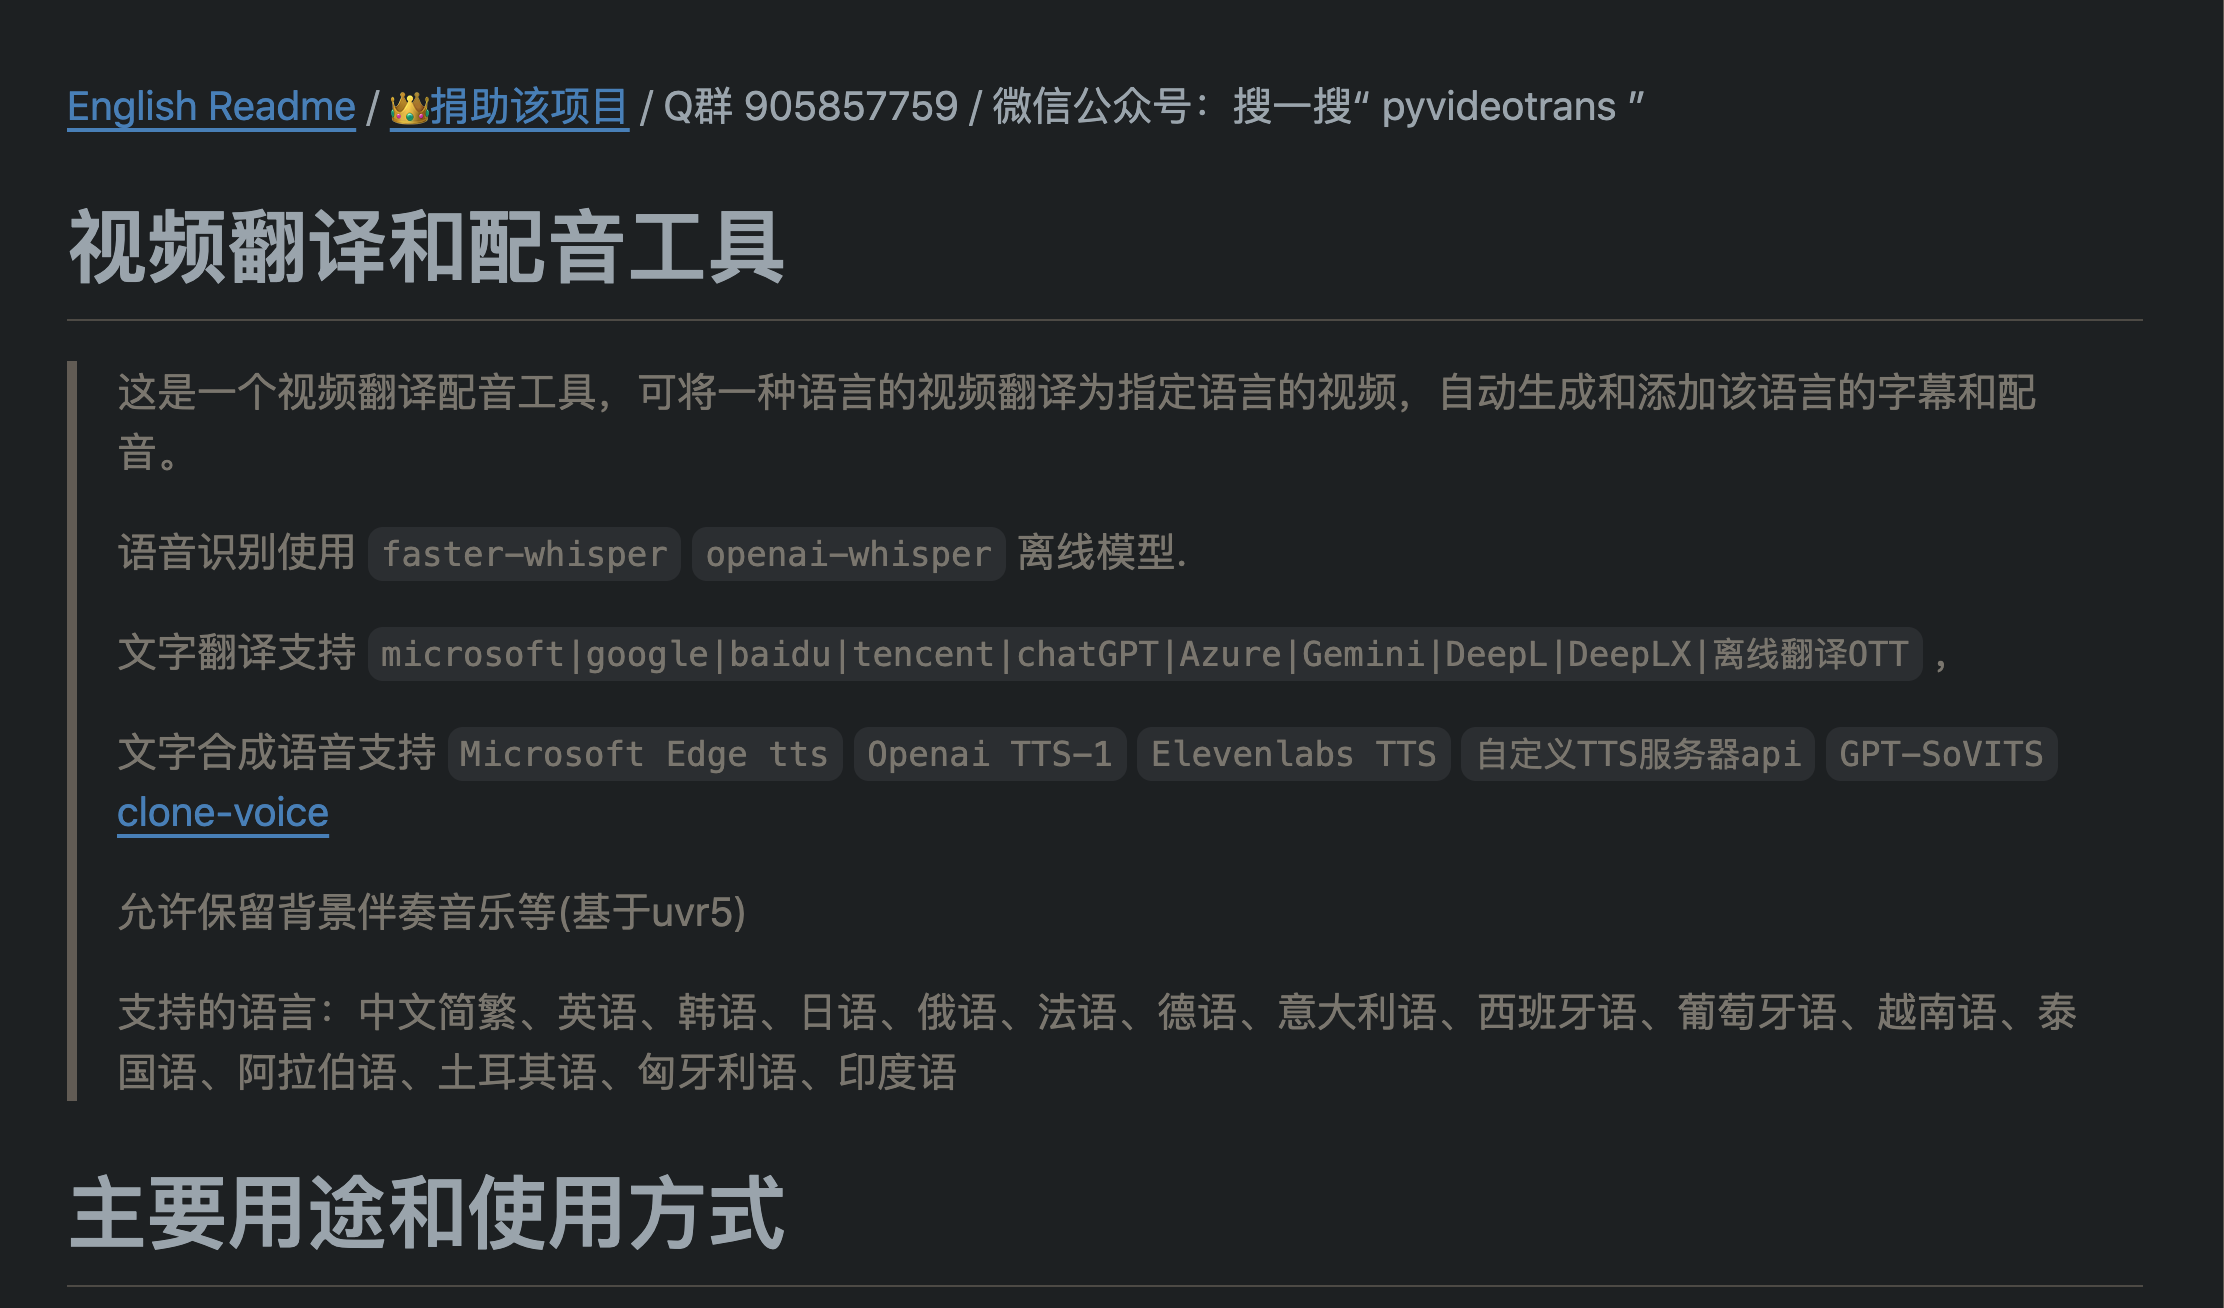 English Readme / 👑捐助该项目 / Q群 905857759 / 微信公众号：搜一搜“ pyvideotrans ”
视频翻译和配音工具
这是一个视频翻译配音工具，可将一种语言的视频翻译为指定语言的视频，自动生成和添加该语言的字幕和配
音。
语音识别使用 faster-whisper openai-whisper 离线模型.
文字翻译支持 microsoft|google|baidu|tencent|chatGPT|Azure|Gemini|DeepL|DeepLX|离线翻译OTT ，
文字合成语音支持 Microsoft Edge tts Openai TTS-1 Elevenlabs TTS 自定义TTS服务器api GPT-SoVITS
clone-voice
允许保留背景伴奏音乐等(基于uvr5)
支持的语言：中文简繁、英语、韩语、日语、俄语、法语、德语、意大利语、西班牙语、葡萄牙语、越南语、泰
国语、阿拉伯语、土耳其语、匈牙利语、印度语
主要用途和使用方式